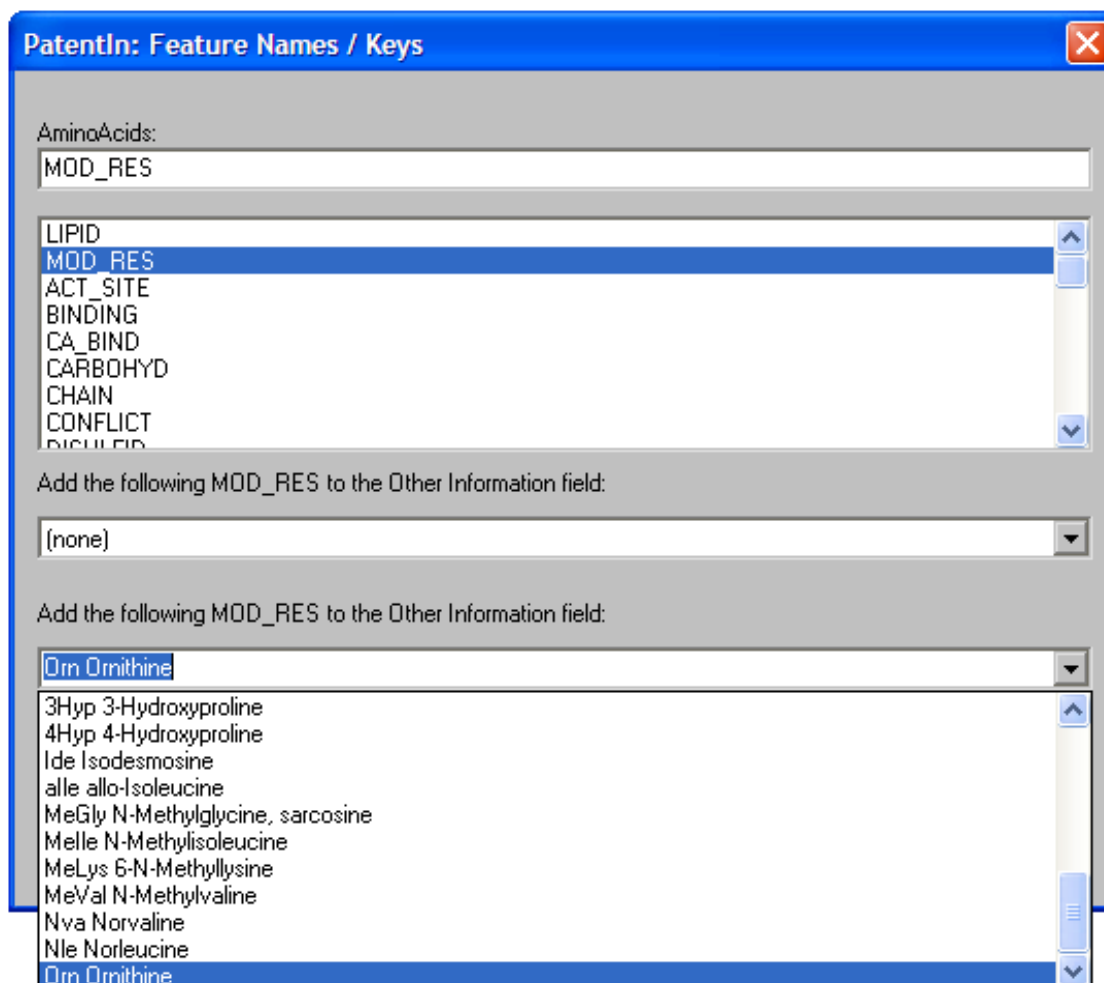 PatentIn: Feature Names / Keys
AminoAcids:
MOD_RES
LIPID
MOD_RES
ACT_SITE
BINDING
CA_BIND
CARBOHYD
CHAIN
CONFLICT
DISULFID
Add the following MOD_RES to the Other Information field:
(none)
Add the following MOD_RES to the Other Information field:
Orn Ornithine
3Hyp 3-Hydroxyproline
4Hyp 4-Hydroxyproline
Ide Isodesmosine
aIle allo-Isoleucine
MeGly N-Methylglycine, sarcosine
MeIle N-Methylisoleucine
MeLys 6-N-Methyllysine
MeVal N-Methylvaline
Nva Norvaline
Nle Norleucine
Orn Ornithine